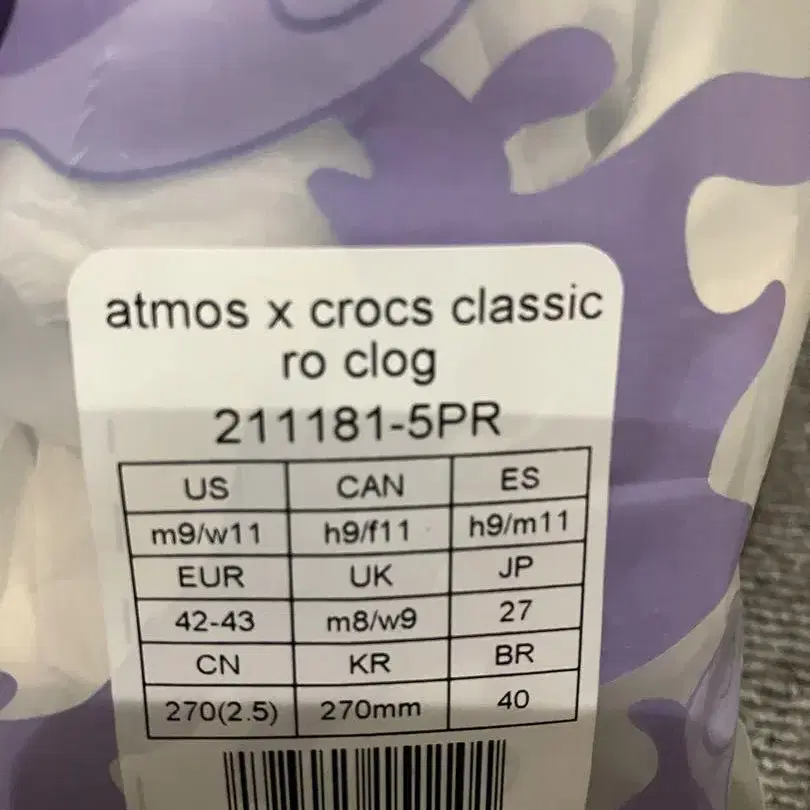 atmos x crocs classic
ro clog
211181-5PR
US CAN ES
m9/w11 h9/f11 h9/m11
EUR UK JP
42-43 m8/w9 27
CN KR BR
270(2.5) 270mm 40